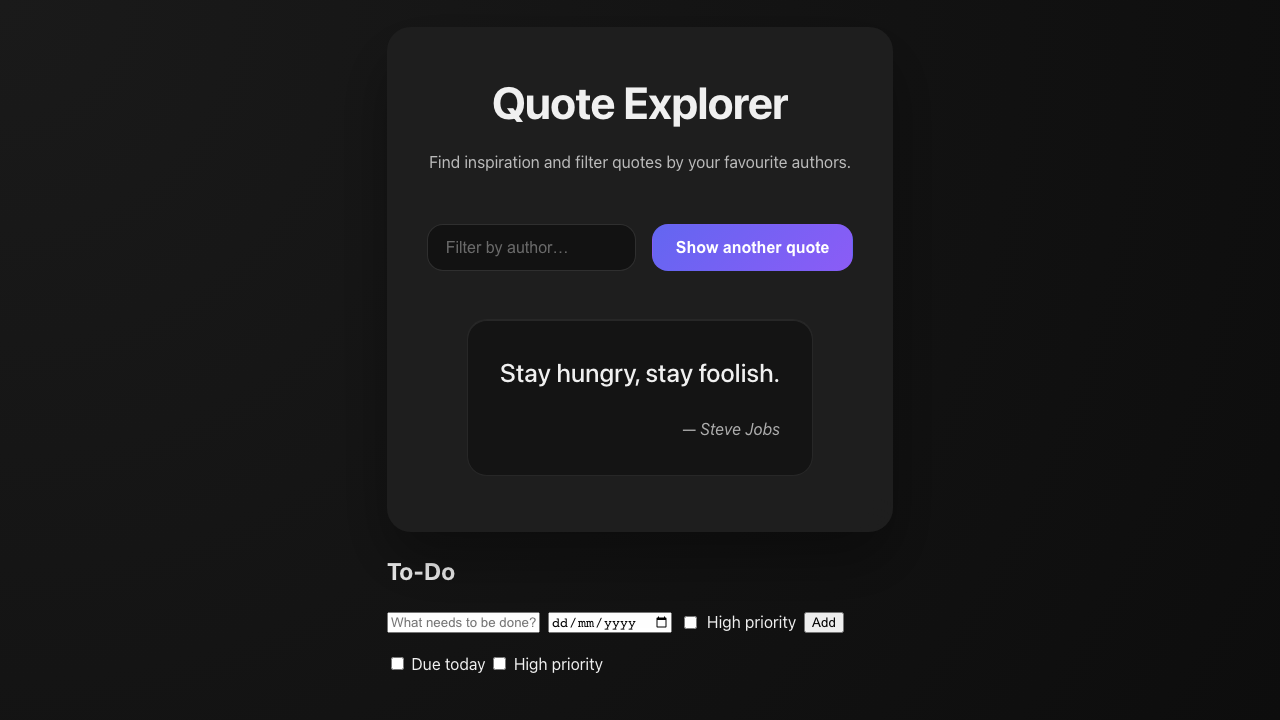 Quote Explorer
Find inspiration and filter quotes by your favourite authors.
Filter by author…
Show another quote
Stay hungry, stay foolish.
— Steve Jobs
To-Do
What needs to be done? dd/mm/yyyy High priority Add
Due today High priority